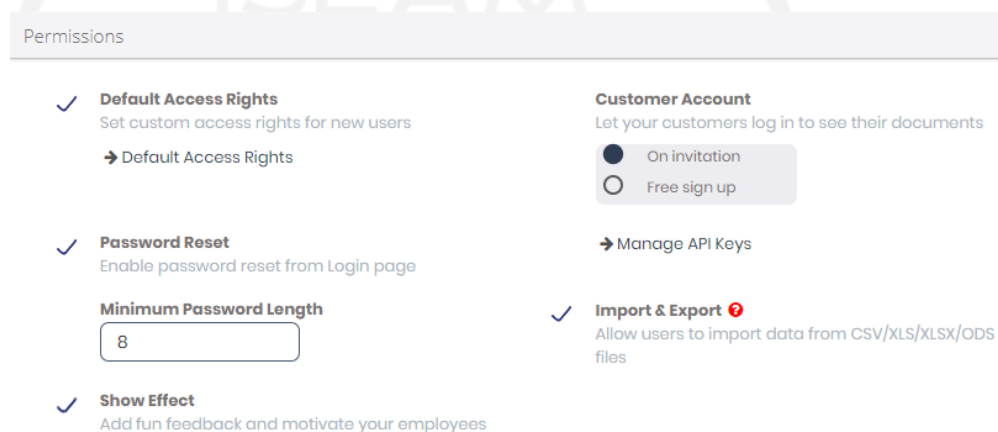 SEAM
Permissions
Default Access Rights
Set custom access rights for new users
Default Access Rights
Password Reset
Enable password reset from Login page
Minimum Password Length
8
Show Effect
Add fun feedback and motivate your employees
Customer Account
Let your customers log in to see their documents
On invitation
Free sign up
Manage API Keys
Import & Export
Allow users to import data from CSV/XLS/XLSX/ODS
files